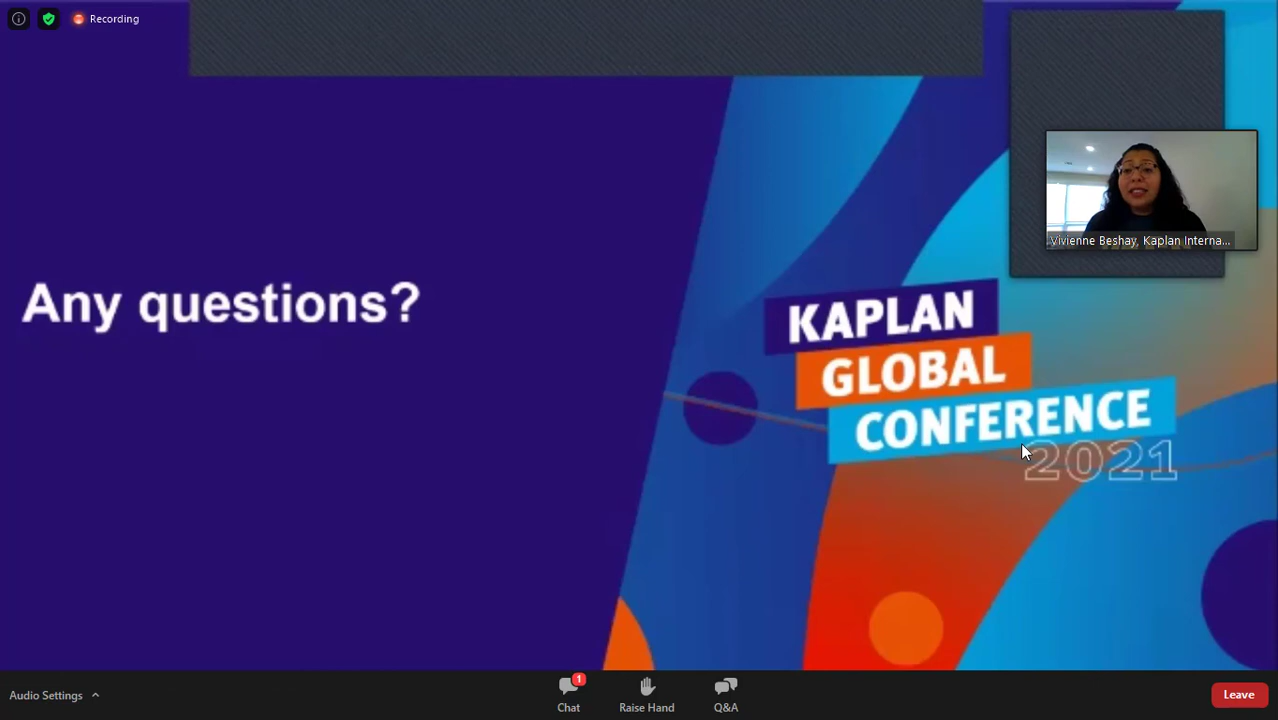 Recording
Vivienne Beshay, Kaplan Interna...
Any questions?
KAPLAN
GLOBAL
CONFERENCE
2021
Audio Settings
Chat
1
Raise Hand
Q&A
Leave